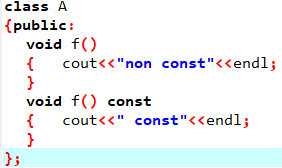 class A
{public:
void f()
{ cout<<"non const"<<endl;
}
void f() const
{ cout<<" const"<<endl;
}
};